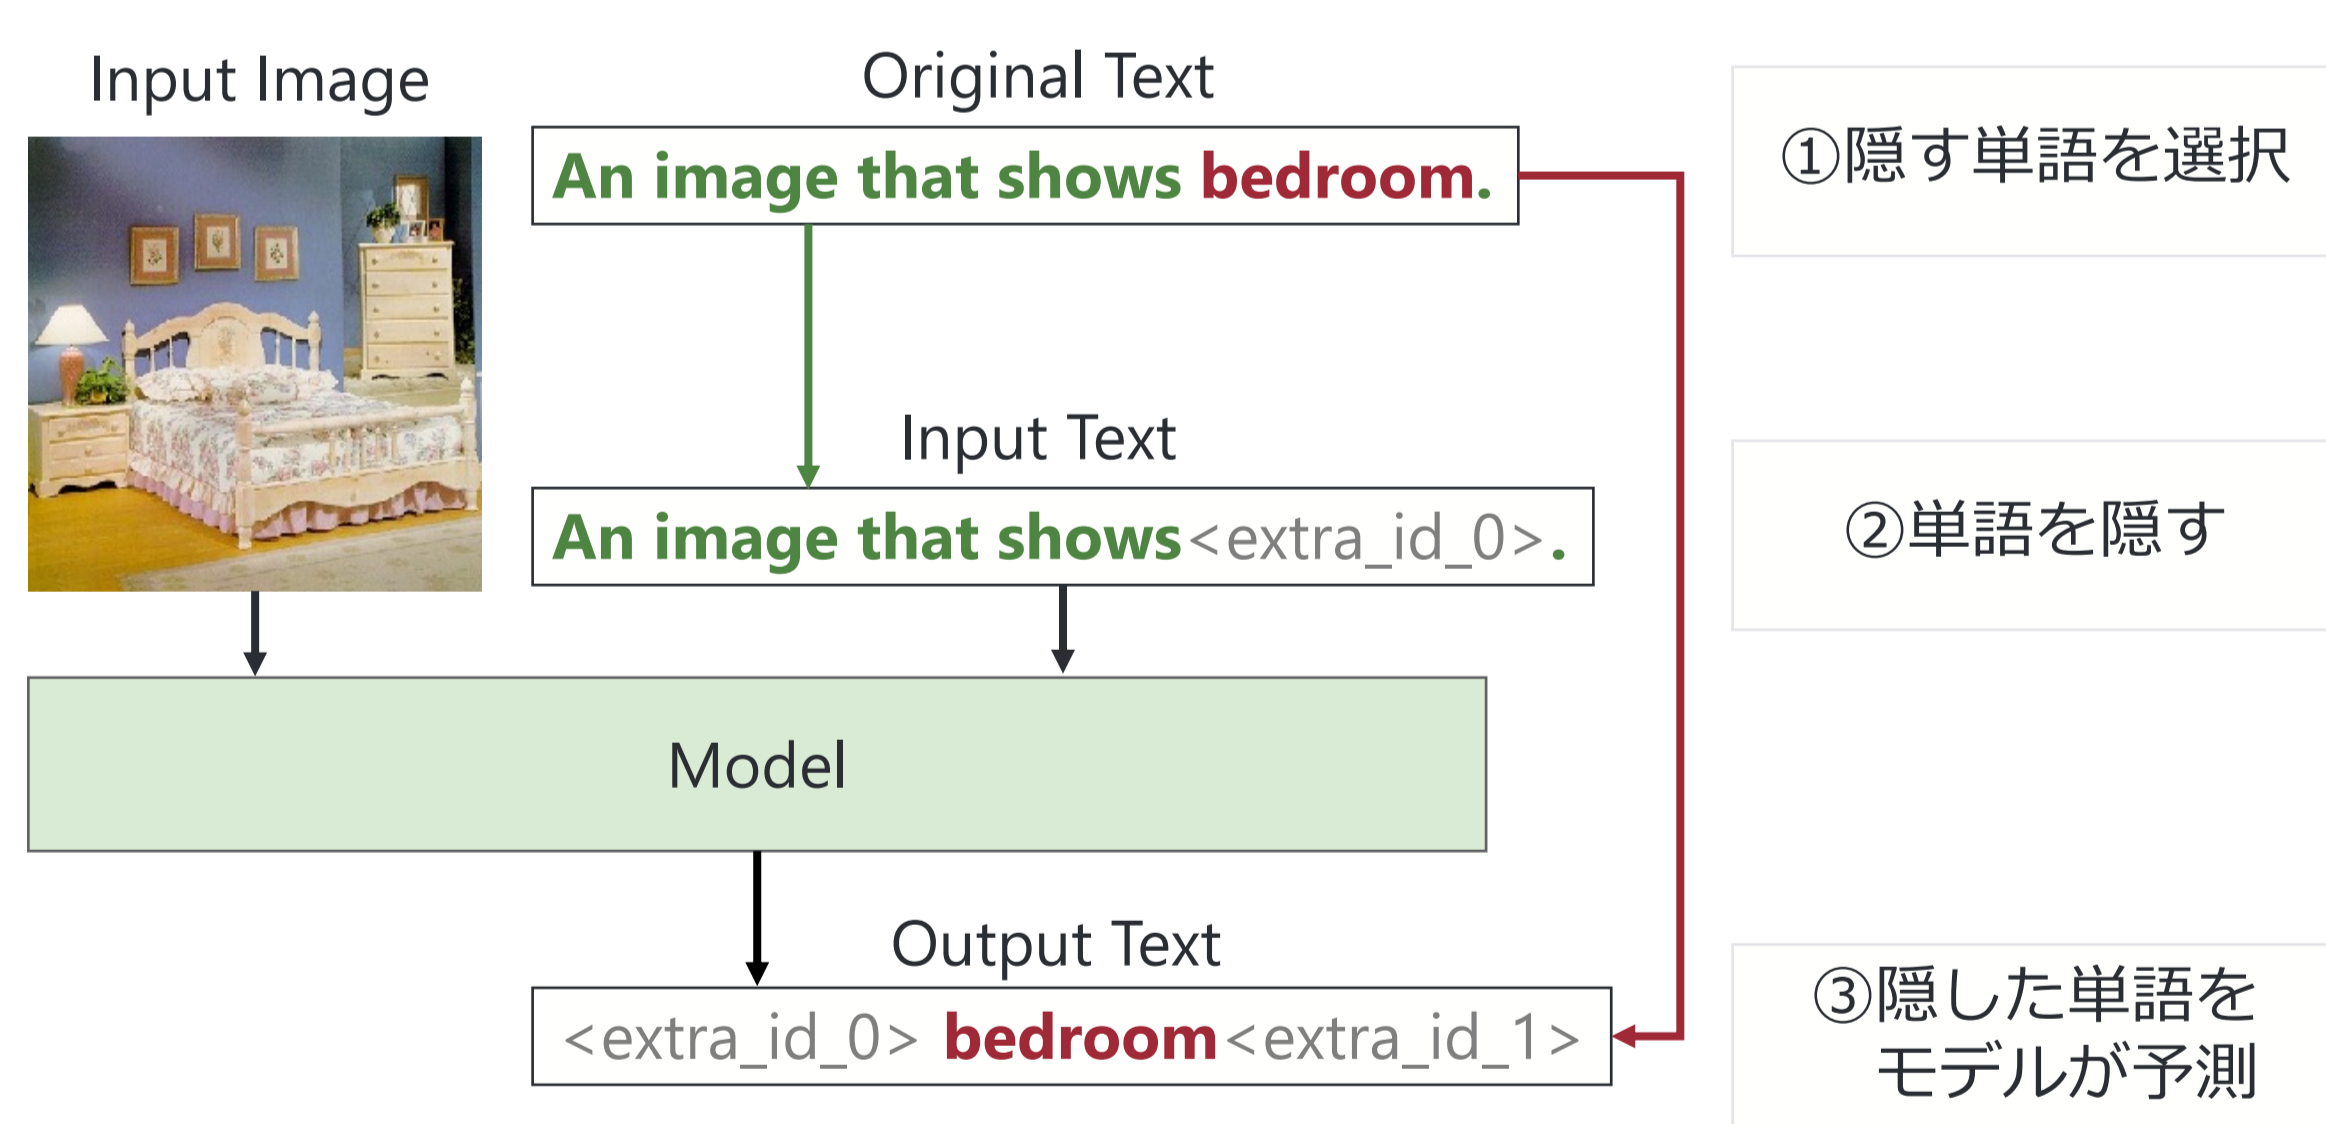 Input Image
Original Text
An image that shows bedroom.
①隠す単語を選択
Input Text
An image that shows<extra_id_0>.
②単語を隠す
Model
Output Text
<extra_id_0> bedroom<extra_id_1>
③隠した単語を
モデルが予測